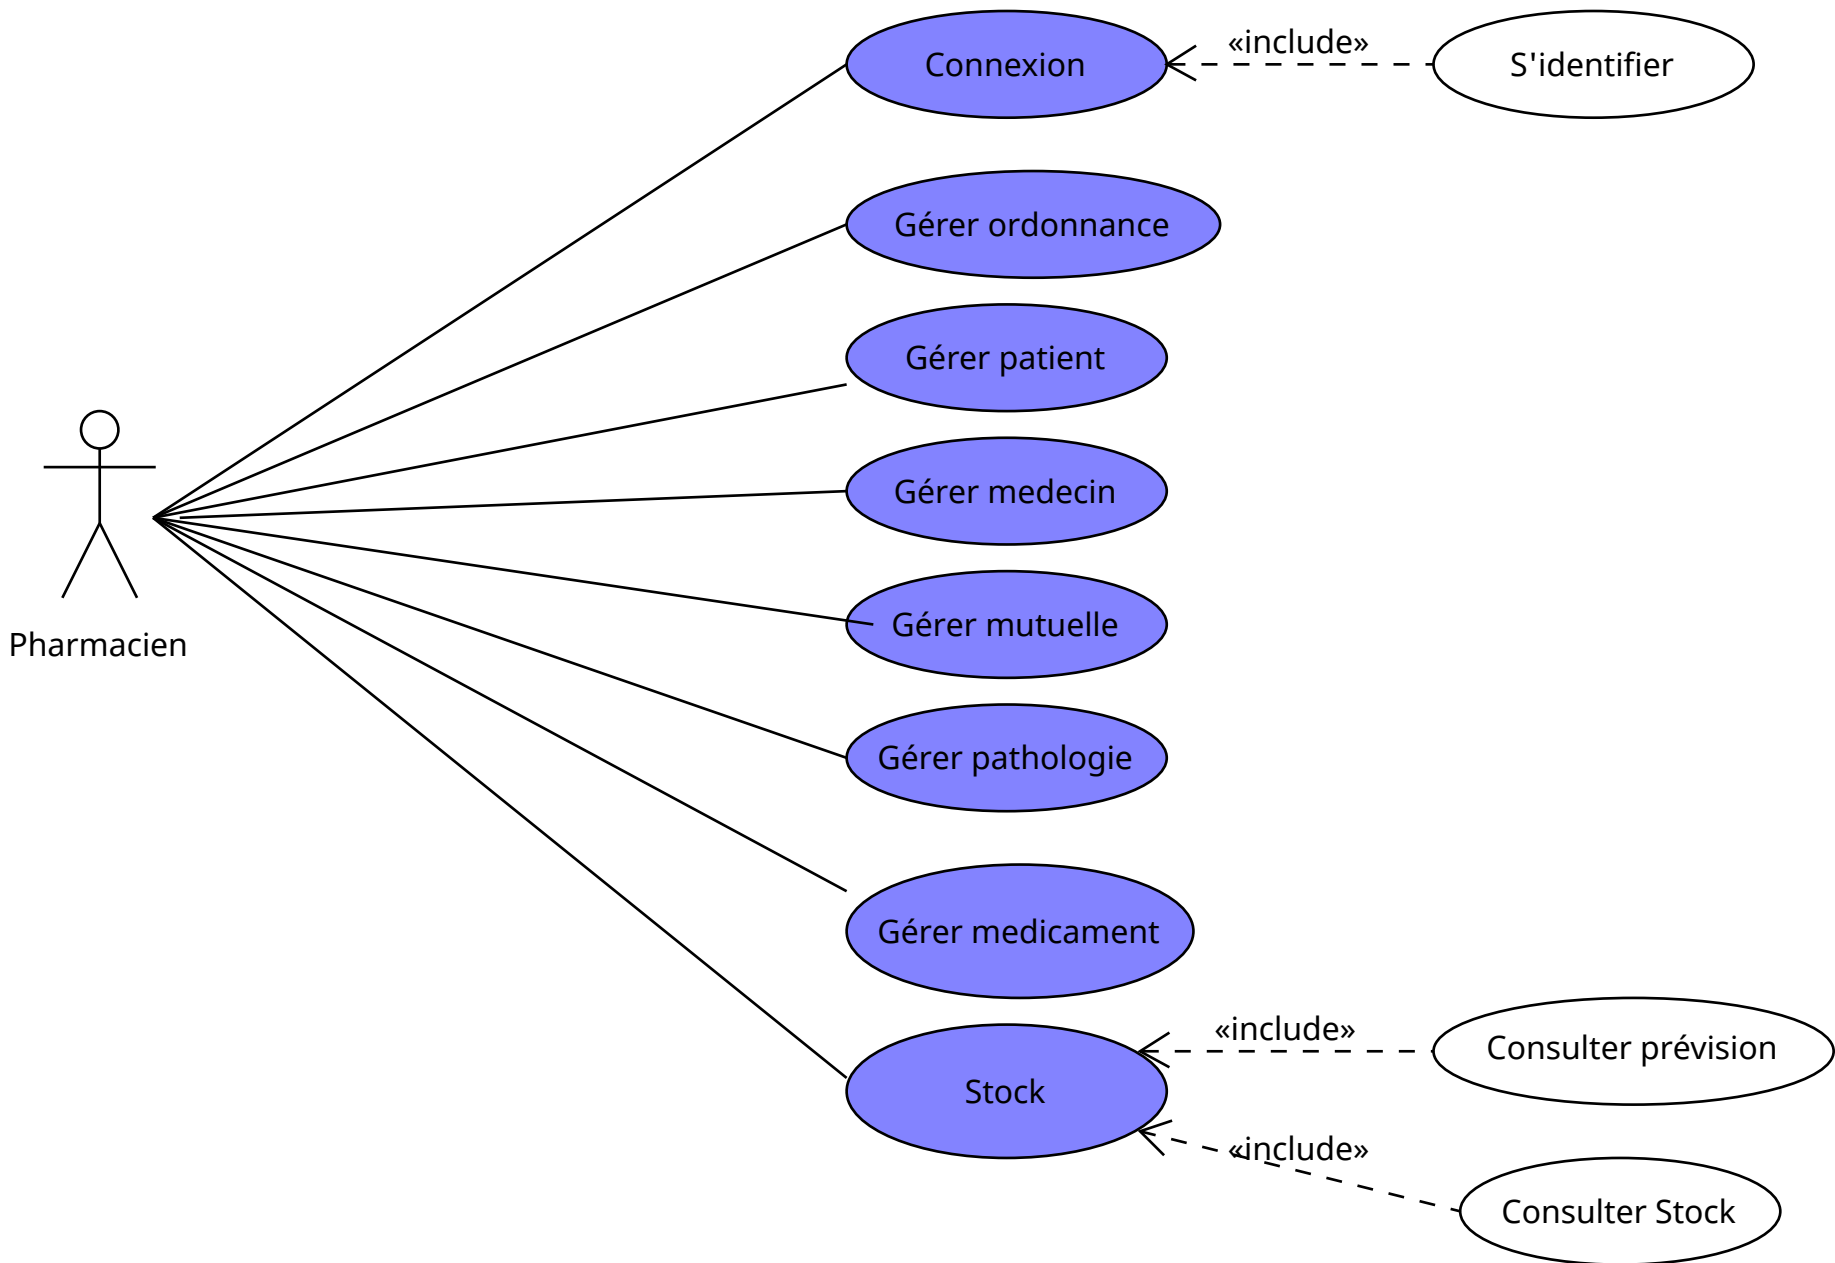 Connexion
«include»
S'identifier
Gérer ordonnance
Gérer patient
Gérer medecin
Gérer mutuelle
Pharmacien
Gérer pathologie
Gérer medicament
«include»
Consulter prévision
Stock
«include»
Consulter Stock